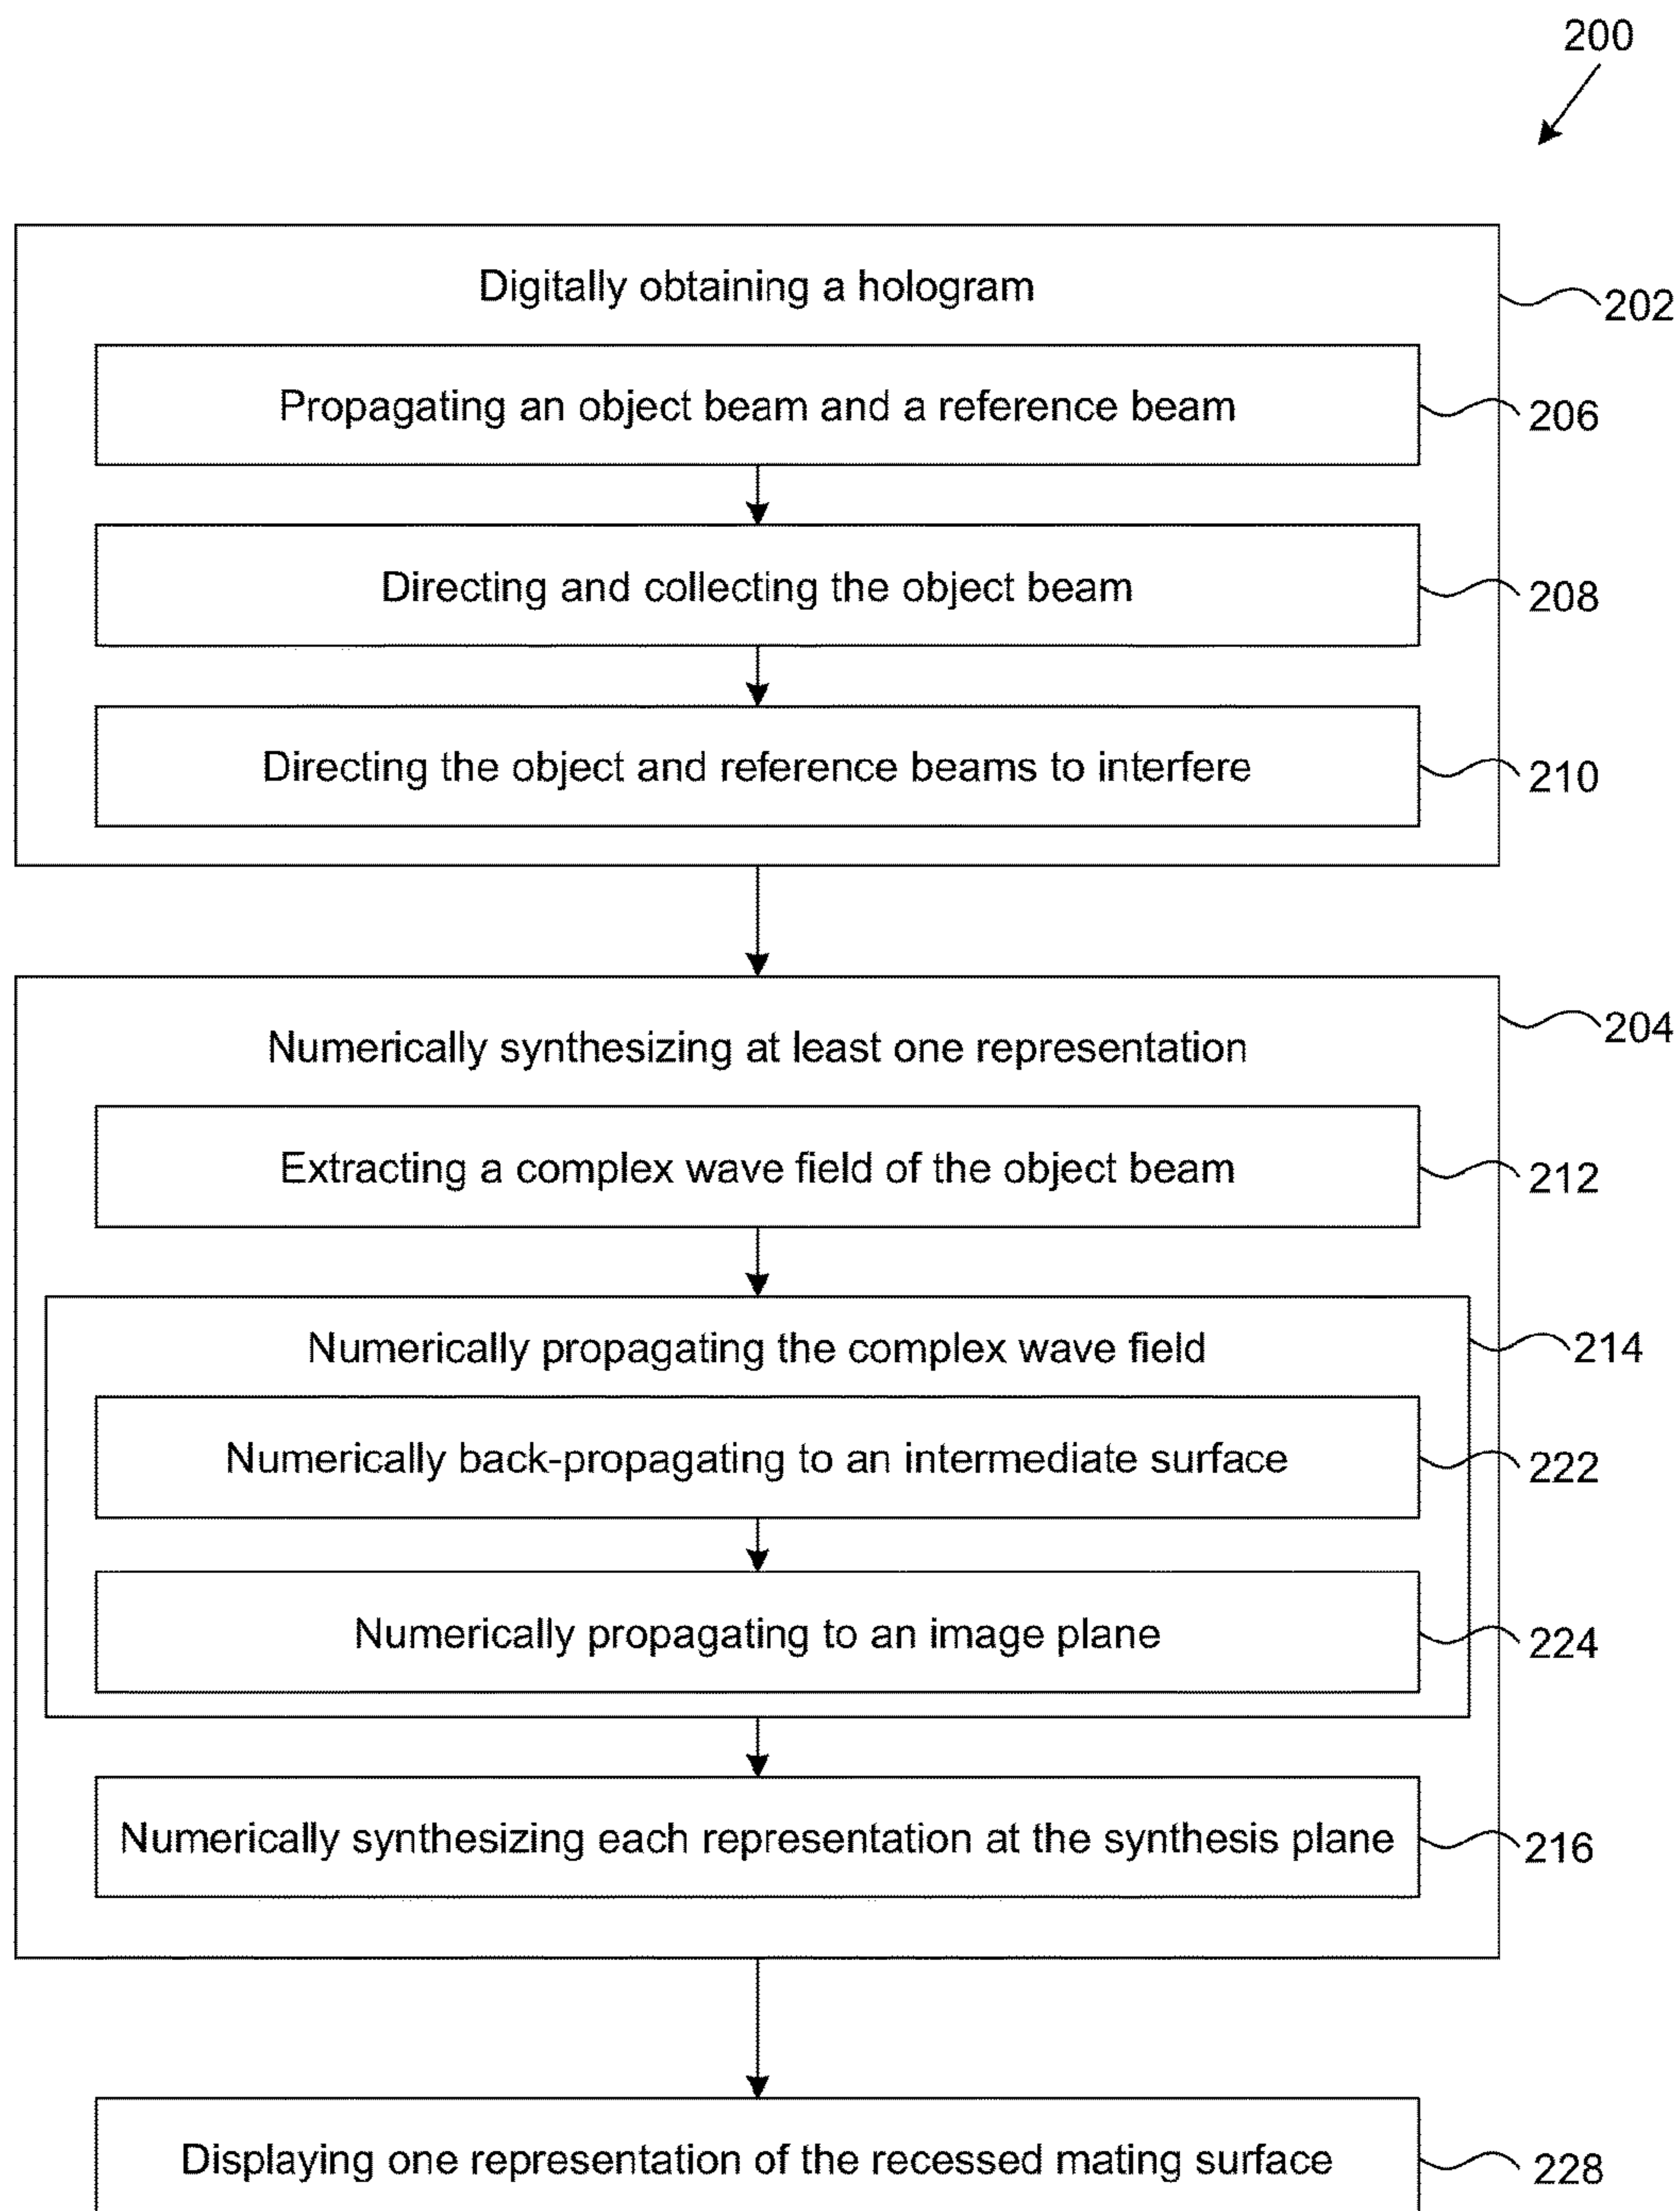 200
Digitally obtaining a hologram
202
Propagating an object beam and a reference beam
206
Directing and collecting the object beam
208
Directing the object and reference beams to interfere
210
204
Numerically synthesizing at least one representation
Extracting a complex wave field of the object beam
212
Numerically propagating the complex wave field
214
Numerically back-propagating to an intermediate surface
222
Numerically propagating to an image plane
224
Numerically synthesizing each representation at the synthesis plane
216
Displaying one representation of the recessed mating surface
228